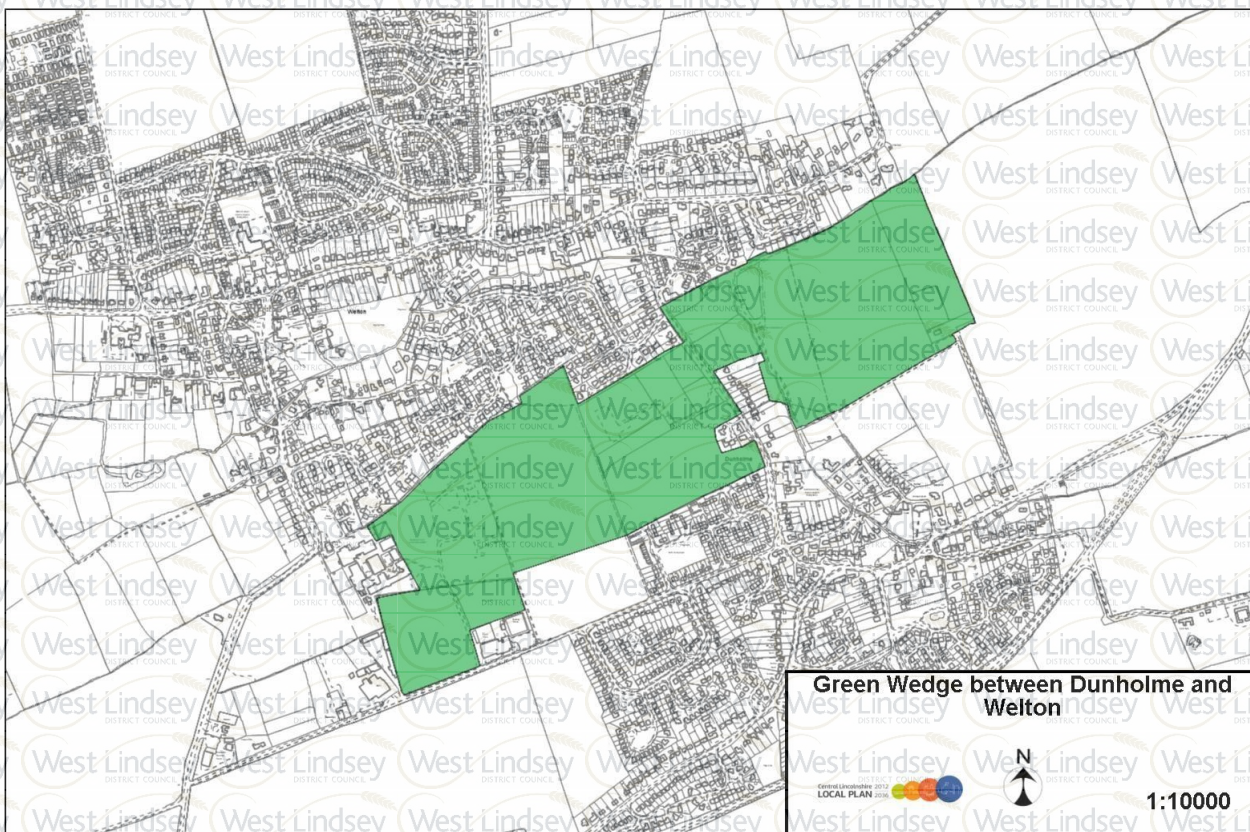 Welton
Dunholme
Green Wedge between Dunholme and
Welton
Central Lincolnshire 2012
LOCAL PLAN 2036
N
1:10000
West Lindsey
DISTRICT COUNCIL